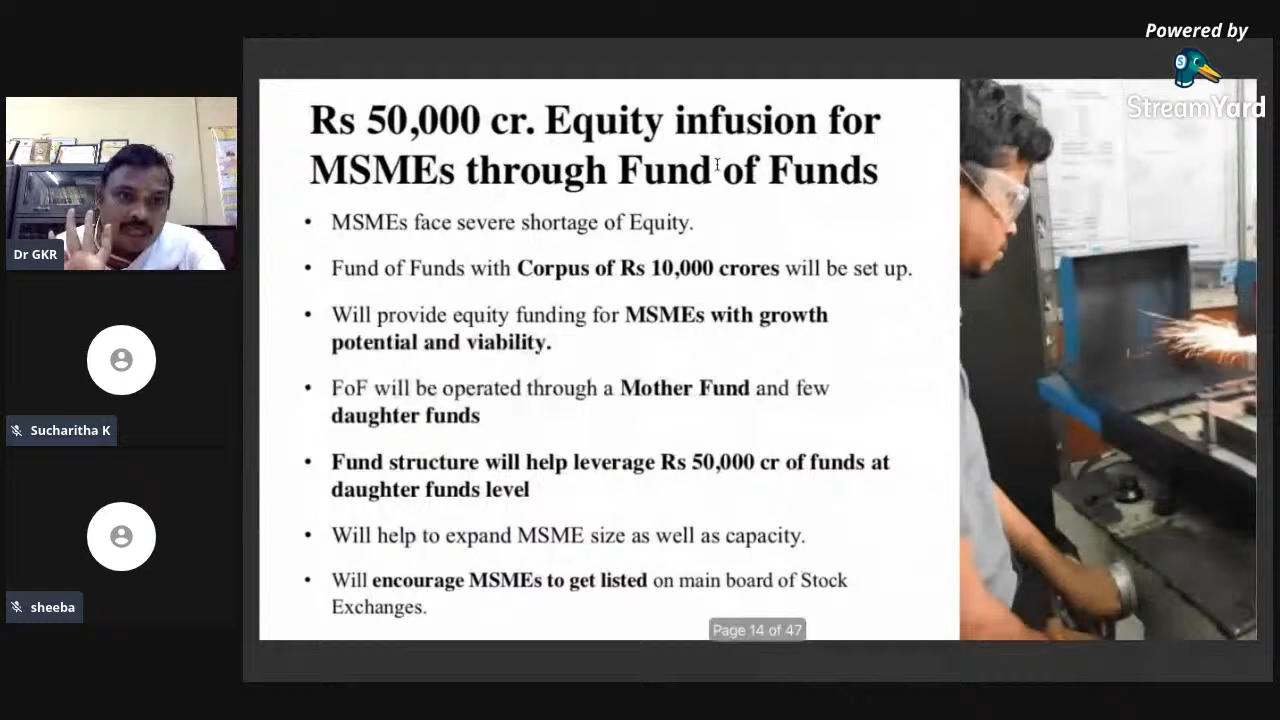 Powered by
StreamYard
Rs 50,000 cr. Equity infusion for
MSMEs through Fund of Funds
• MSMEs face severe shortage of Equity.
• Fund of Funds with Corpus of Rs 10,000 crores will be set up.
• Will provide equity funding for MSMEs with growth
potential and viability.
• FoF will be operated through a Mother Fund and few
daughter funds
• Fund structure will help leverage Rs 50,000 cr of funds at
daughter funds level
• Will help to expand MSME size as well as capacity.
• Will encourage MSMEs to get listed on main board of Stock
Exchanges.
Page 14 of 47
Dr GKR
Sucharitha K
sheeba